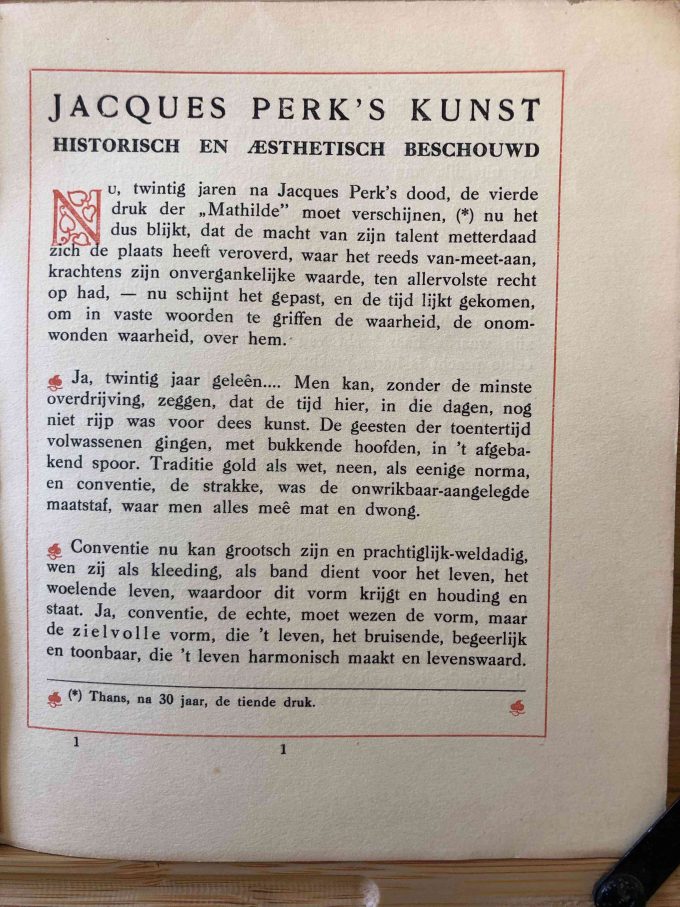 JACQUES PERK'S KUNST
HISTORISCH EN ÆSTHETISCH BESCHOUWD
NU, twintig jaren na Jacques Perk's dood, de vierde
druk der „Mathilde” moet verschijnen, (*) nu het
dus blijkt, dat de macht van zijn talent metterdaad
zich de plaats heeft veroverd, waar het reeds van-meet-aan,
krachtens zijn onvergankelijke waarde, ten allervolste recht
op had, — nu schijnt het gepast, en de tijd lijkt gekomen,
om in vaste woorden te griffen de waarheid, de onom-
wonden waarheid, over hem.
Ja, twintig jaar geleên.... Men kan, zonder de minste
overdrijving, zeggen, dat de tijd hier, in die dagen, nog
niet rijp was voor dees kunst. De geesten der toentertijd
volwassenen gingen, met bukkende hoofden, in 't afgeba-
kend spoor. Traditie gold als wet, neen, als eenige norma,
en conventie, de strakke, was de onwrikbaar-aangelegde
maatstaf, waar men alles meê mat en dwong.
Conventie nu kan grootsch zijn en prachtiglijk-weldadig,
wen zij als kleeding, als band dient voor het leven, het
woelende leven, waardoor dit vorm krijgt en houding en
staat. Ja, conventie, de echte, moet wezen de vorm, maar
de zielvolle vorm, die 't leven, het bruisende, begeerlijk
en toonbaar, die 't leven harmonisch maakt en levenswaard.
(*) Thans, na 30 jaar, de tiende druk.
1
1